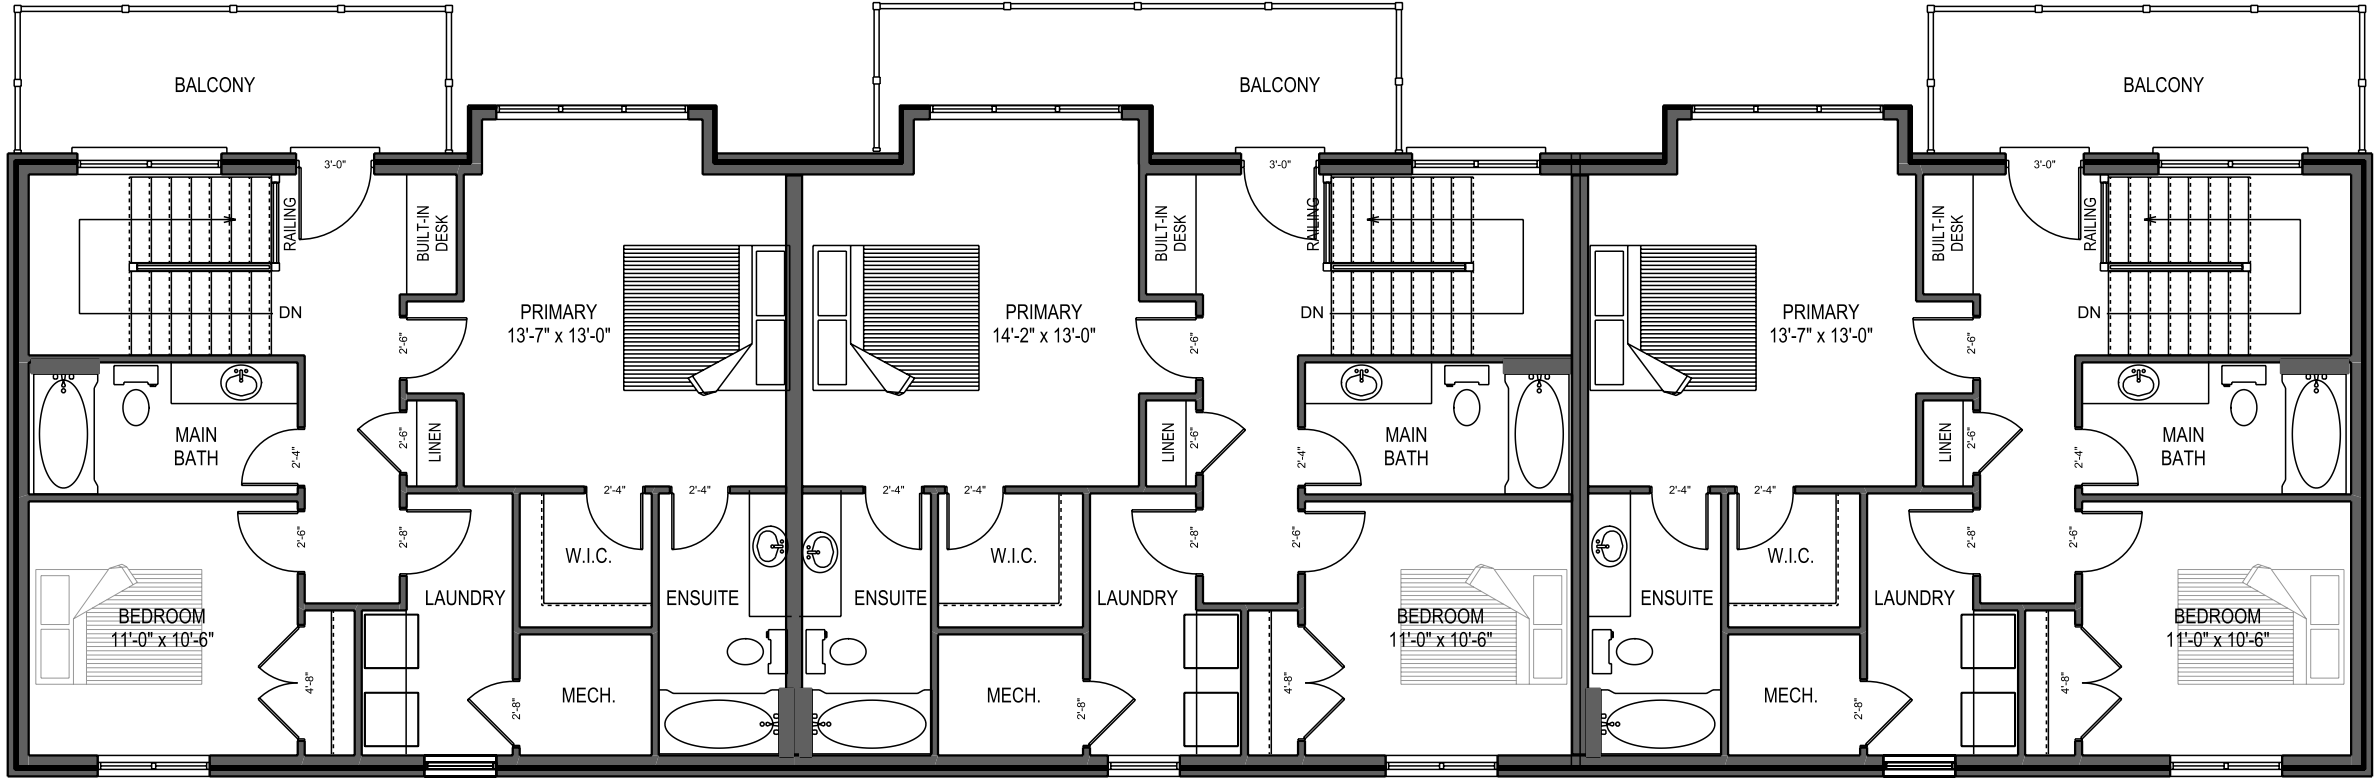 BALCONY
BALCONY
BALCONY
3'-0"
3'-0"
3'-0"
RAILING
BUILT-IN
DESK
BUILT-IN
DESK
RAILING
BUILT-IN
DESK
RAILING
DN
PRIMARY
13'-7" x 13'-0"
PRIMARY
14'-2" x 13'-0"
DN
PRIMARY
13'-7" x 13'-0"
DN
2'-6"
2'-6"
2'-6"
MAIN
BATH
2'-4"
2'-6"
LINEN
LINEN
2'-6"
2'-4"
MAIN
BATH
LINEN
2'-6"
2'-4"
MAIN
BATH
2'-4"
2'-4"
2'-4"
2'-4"
2'-4"
2'-4"
2'-6"
2'-8"
W.I.C.
W.I.C.
2'-8"
2'-6"
W.I.C.
2'-8"
2'-6"
BEDROOM
11'-0" x 10'-6"
LAUNDRY
ENSUITE
ENSUITE
LAUNDRY
BEDROOM
11'-0" x 10'-6"
ENSUITE
LAUNDRY
BEDROOM
11'-0" x 10'-6"
4'-8"
2'-8"
MECH.
MECH.
2'-8"
4'-8"
MECH.
2'-8"
4'-8"